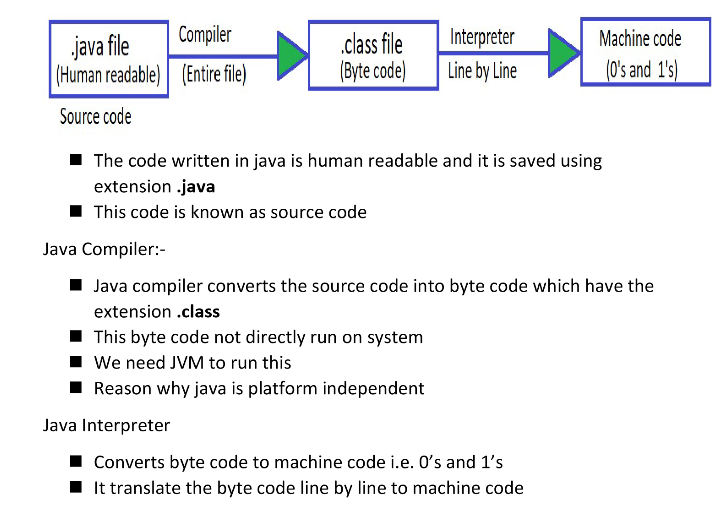 .java file
(Human readable)
Compiler
(Entire file)
.class file
(Byte code)
Interpreter
Line by Line
Machine code
(0's and 1's)
Source code
■ The code written in java is human readable and it is saved using
extension .java
■ This code is known as source code
Java Compiler:-
■ Java compiler converts the source code into byte code which have the
extension .class
■ This byte code not directly run on system
■ We need JVM to run this
■ Reason why java is platform independent
Java Interpreter
■ Converts byte code to machine code i.e. 0’s and 1’s
■ It translate the byte code line by line to machine code